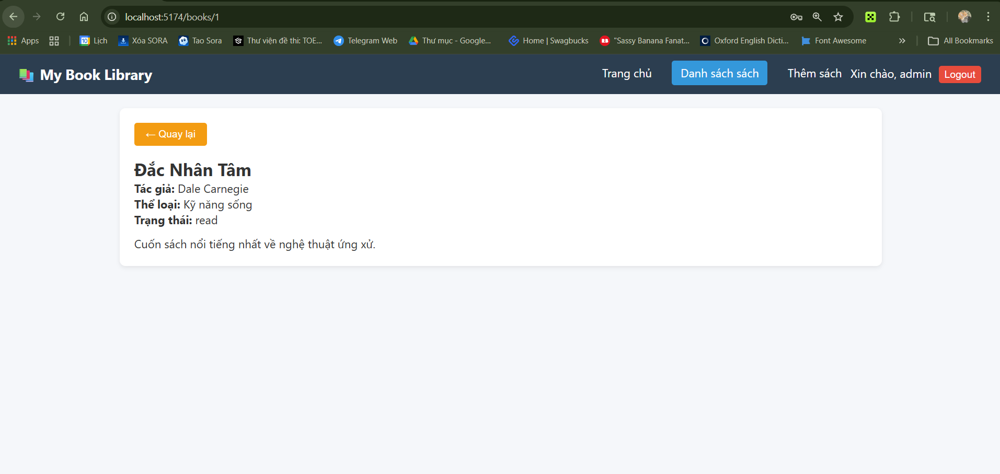 localhost:5174/books/1
Apps
10 Lịch
Xóa SORA
Tao Sora
Thư viện đề thi: TOE...
Telegram Web
Thư mục - Google...
Home | Swagbucks
RB "Sassy Banana Fanat...
Oxford English Dicti...
Font Awesome
All Bookmarks
My Book Library
Trang chủ
Danh sách sách
Thêm sách
Xin chào, admin
Logout
← Quay lại
Đắc Nhân Tâm
Tác giả: Dale Carnegie
Thể loại: Kỹ năng sống
Trạng thái: read
Cuốn sách nổi tiếng nhất về nghệ thuật ứng xử.